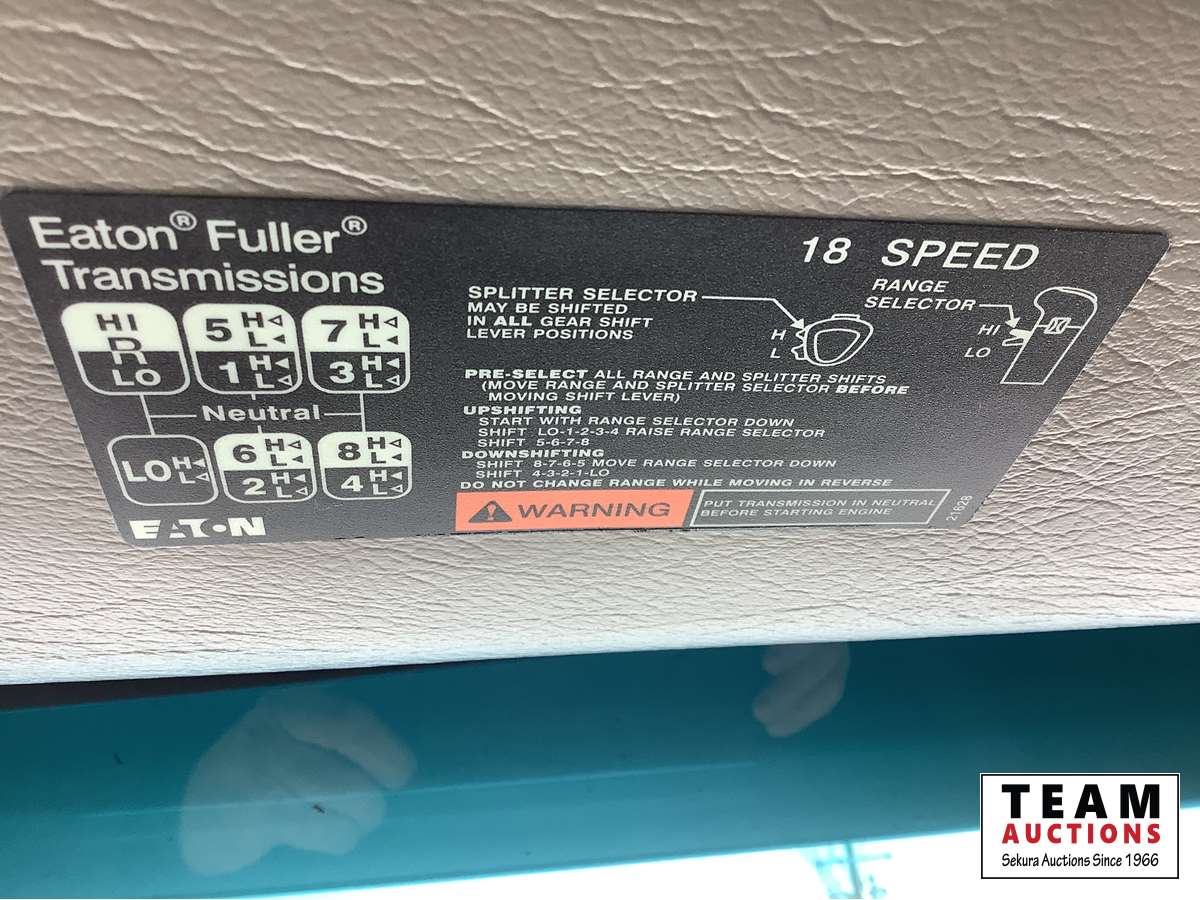 Eaton® Fuller®
Transmissions
HI
R
LO
5 H
L
1 H
L
7 H
L
3 H
L
Neutral
LO H
L
6 H
L
2 H
L
8 H
L
4 H
L
EATON
18 SPEED
SPLITTER SELECTOR
MAY BE SHIFTED
IN ALL GEAR SHIFT
LEVER POSITIONS
H
L
RANGE
SELECTOR
HI
LO
PRE-SELECT ALL RANGE AND SPLITTER SHIFTS
(MOVE RANGE AND SPLITTER SELECTOR BEFORE
MOVING SHIFT LEVER)
UPSHIFTING
START WITH RANGE SELECTOR DOWN
SHIFT LO-1-2-3-4 RAISE RANGE SELECTOR
SHIFT 5-6-7-8
DOWNSHIFTING
SHIFT 8-7-6-5 MOVE RANGE SELECTOR DOWN
SHIFT 4-3-2-1-LO
DO NOT CHANGE RANGE WHILE MOVING IN REVERSE
WARNING
PUT TRANSMISSION IN NEUTRAL
BEFORE STARTING ENGINE
21628
TEAM
AUCTIONS
Sekura Auctions Since 1966